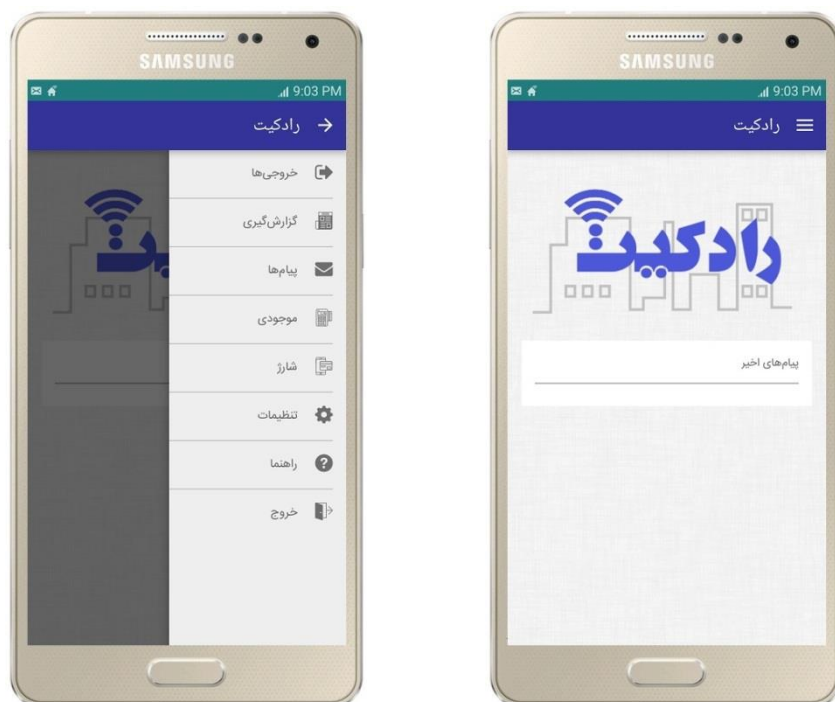 SAMSUNG
9:03 PM
رادکیت
خروجی‌ها
گزارش‌گیری
پیام‌ها
موجودی
شارژ
تنظیمات
راهنما
خروج
SAMSUNG
9:03 PM
رادکیت
رادکیت
پیام‌های اخیر